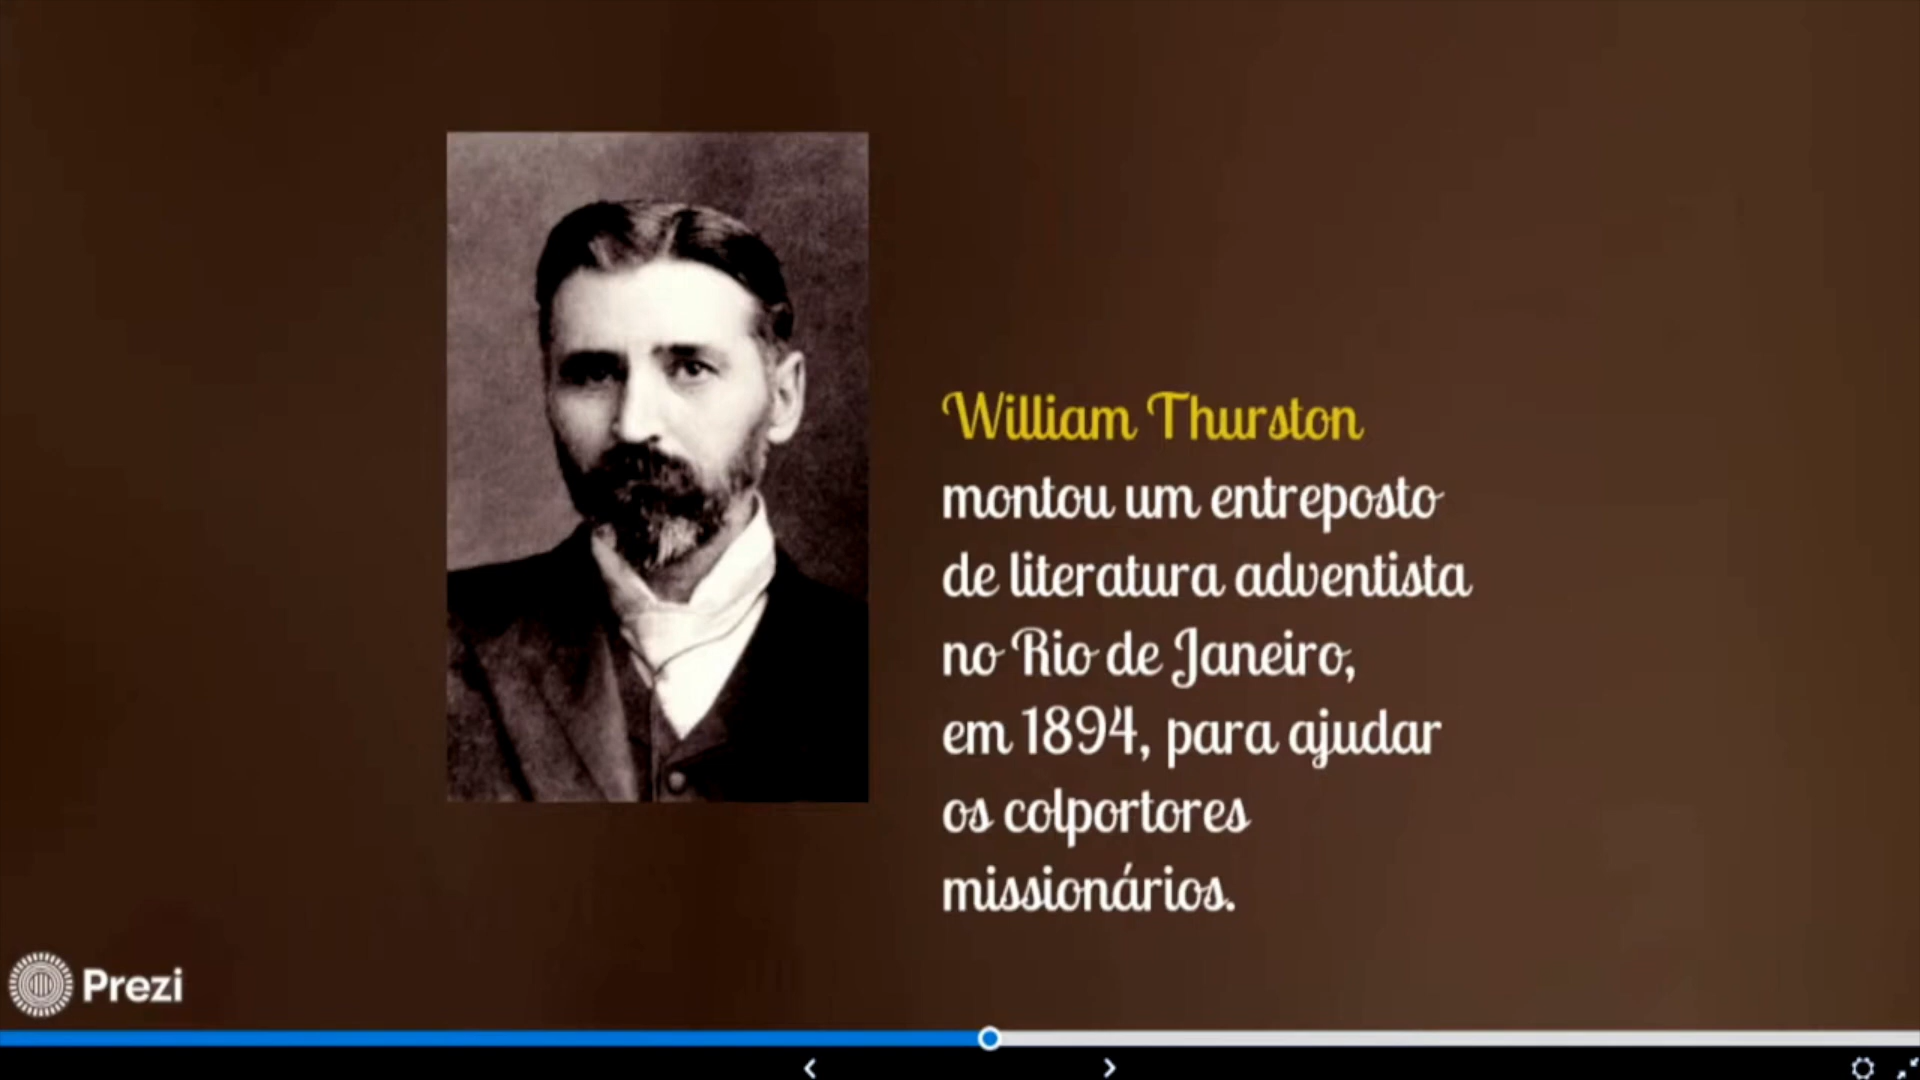 William Thurston
montou um entreposto
de literatura adventista
no Rio de Janeiro,
em 1894, para ajudar
os colportores
missionários.
Prezi